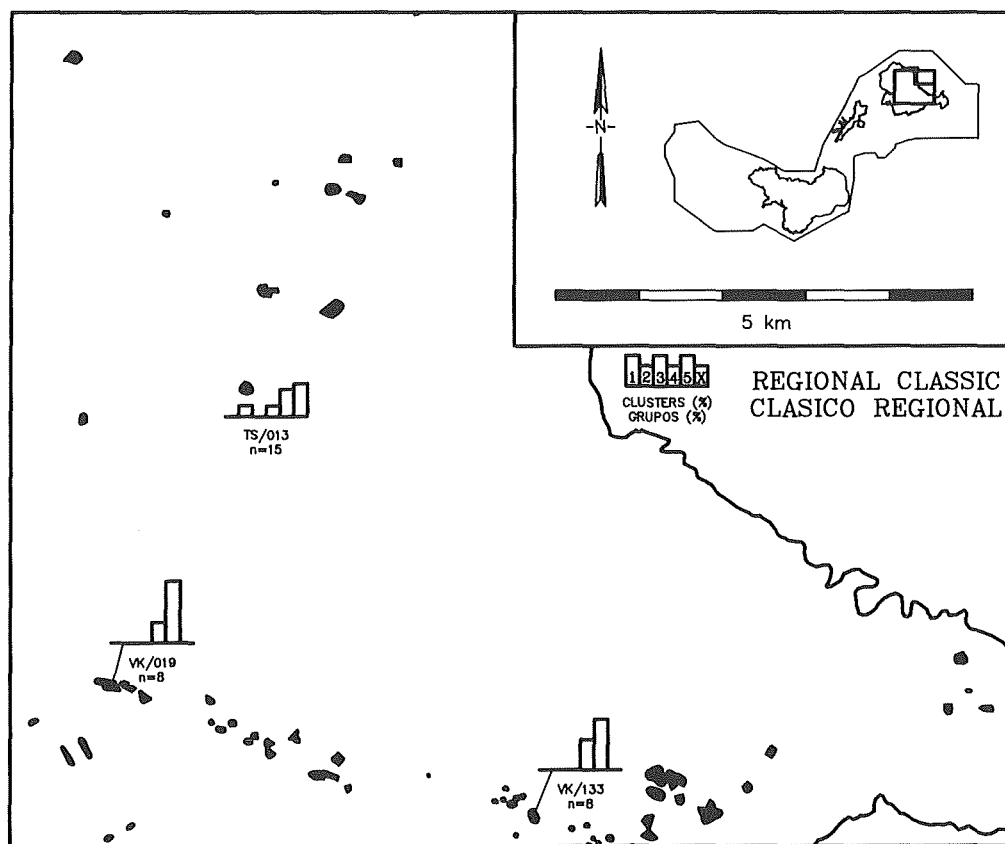 -N-
5 km
12345X
CLUSTERS (%)
GRUPOS (%)
REGIONAL CLASSIC
CLASICO REGIONAL
TS/013
n=15
VK/019
n=8
VK/133
n=8